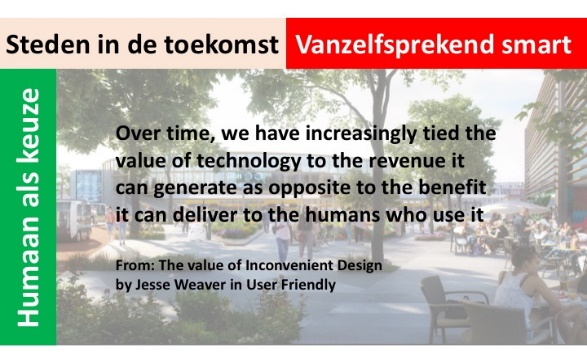 Steden in de toekomst
Vanzelfsprekend smart
Humaan als keuze
Over time, we have increasingly tied the
value of technology to the revenue it
can generate as opposite to the benefit
it can deliver to the humans who use it
From: The value of Inconvenient Design
by Jesse Weaver in User Friendly